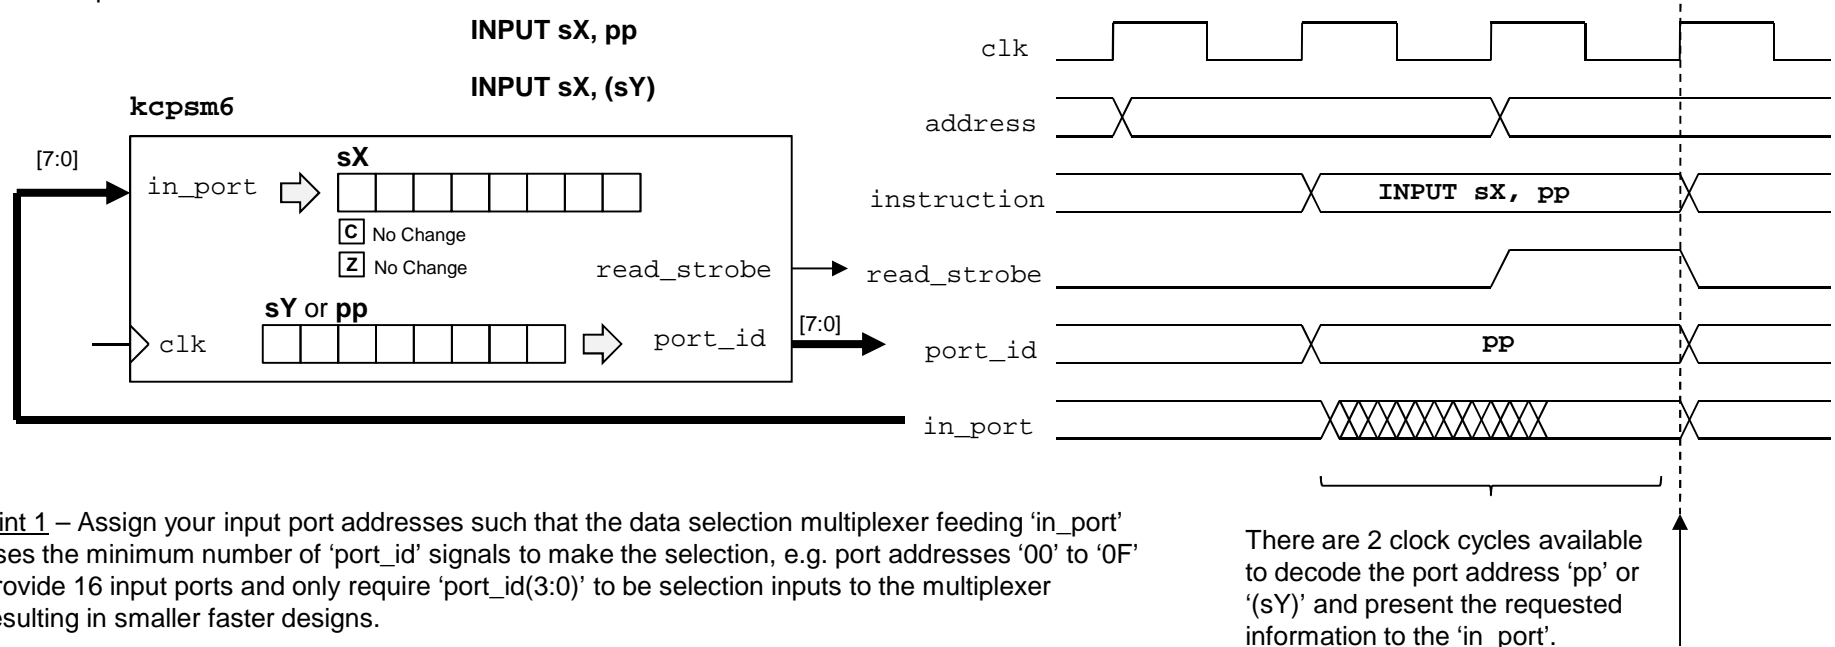 INPUT sX, pp
INPUT sX, (sY)
kcpsm6
[7:0]
in_port
sX
C No Change
Z No Change
read_strobe
sY or pp
clk
port_id
[7:0]
clk
address
instruction
INPUT sX, pp
read_strobe
port_id
pp
in_port
int 1 – Assign your input port addresses such that the data selection multiplexer feeding ‘in_port’
ses the minimum number of ‘port_id’ signals to make the selection, e.g. port addresses ‘00’ to ‘0F’
rovide 16 input ports and only require ‘port_id(3:0)’ to be selection inputs to the multiplexer
esulting in smaller faster designs.
There are 2 clock cycles available
to decode the port address ‘pp’ or
‘(sY)’ and present the requested
information to the ‘in_port’.